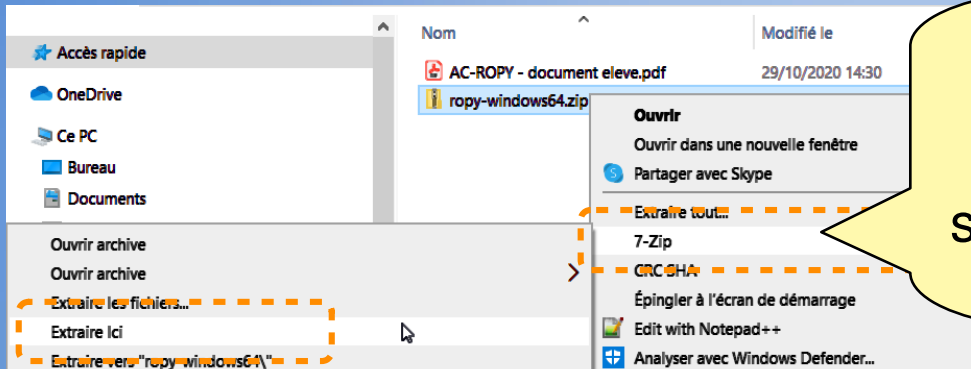 Nom Modifié le
Accès rapide
AC-ROPY - document eleve.pdf 29/10/2020 14:30
OneDrive
ropy-windows64.zip
Ce PC
Bureau
Documents
Ouvrir
Ouvrir dans une nouvelle fenêtre
Partager avec Skype
Extraire tout...
7-Zip
CRC SHA
Épingler à l'écran de démarrage
Edit with Notepad++
Analyser avec Windows Defender...
Ouvrir archive
Ouvrir archive
Extraire les fichiers...
Extraire Ici
Extraire vers "ropy-windows64\"
S